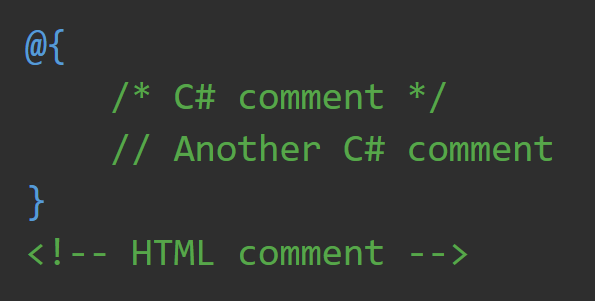 @{
/* C# comment */
// Another C# comment
}
<!-- HTML comment -->